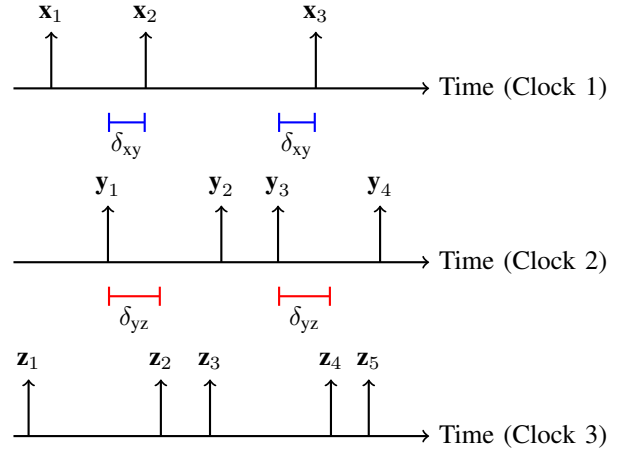 x₁ x₂ x₃
Time (Clock 1)
δxy δxy
y₁ y₂ y₃ y₄
Time (Clock 2)
δyz δyz
z₁ z₂ z₃ z₄ z₅
Time (Clock 3)